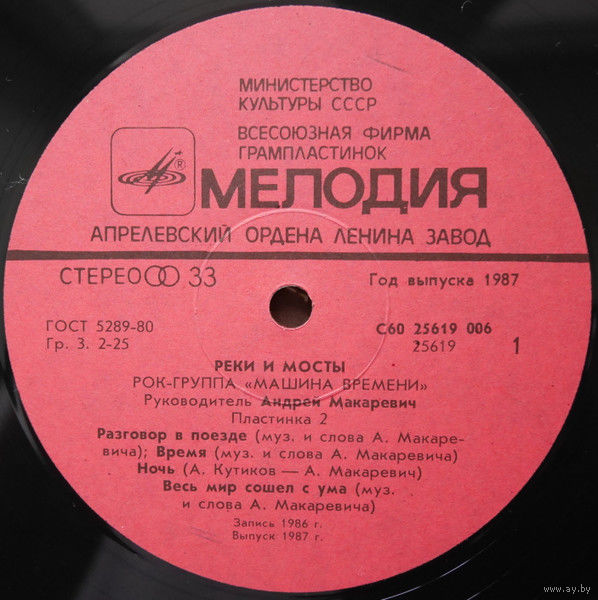 МИНИСТЕРСТВО
КУЛЬТУРЫ СССР
ВСЕСОЮЗНАЯ ФИРМА
ГРАМПЛАСТИНОК
®
МЕЛОДИЯ
АПРЕЛЕВСКИЙ ОРДЕНА ЛЕНИНА ЗАВОД
СТЕРЕО 33
Год выпуска 1987
ГОСТ 5289-80
Гр. 3. 2-25
С60 25619 006
25619
1
РЕКИ И МОСТЫ
РОК-ГРУППА «МАШИНА ВРЕМЕНИ»
Руководитель Андрей Макаревич
Пластинка 2
Разговор в поезде (муз. и слова А. Макаре-
вича); Время (муз. и слова А. Макаревича)
Ночь (А. Кутиков — А. Макаревич)
Весь мир сошел с ума (муз.
и слова А. Макаревича)
Запись 1986 г.
Выпуск 1987 г.
www.ay.by